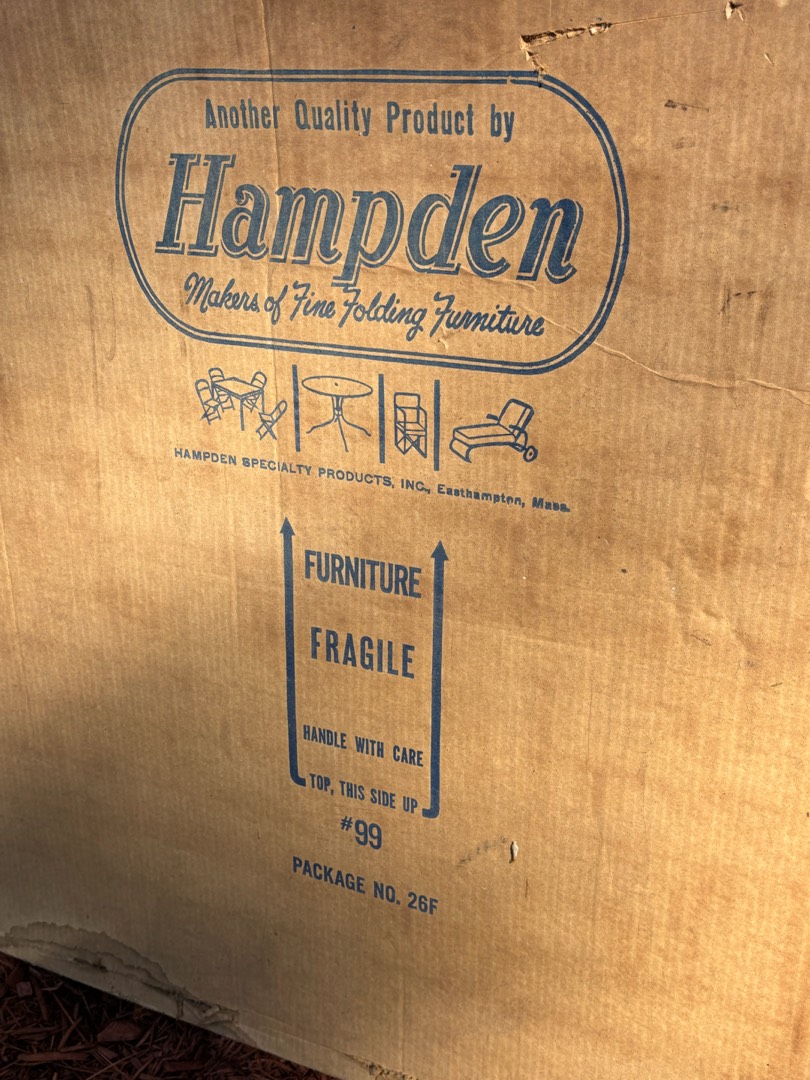 Another Quality Product by
Hampden
Makers of Fine Folding Furniture
HAMPDEN SPECIALTY PRODUCTS, INC., Easthampton, Mass.
FURNITURE
FRAGILE
HANDLE WITH CARE
TOP, THIS SIDE UP
#99
PACKAGE NO. 26F